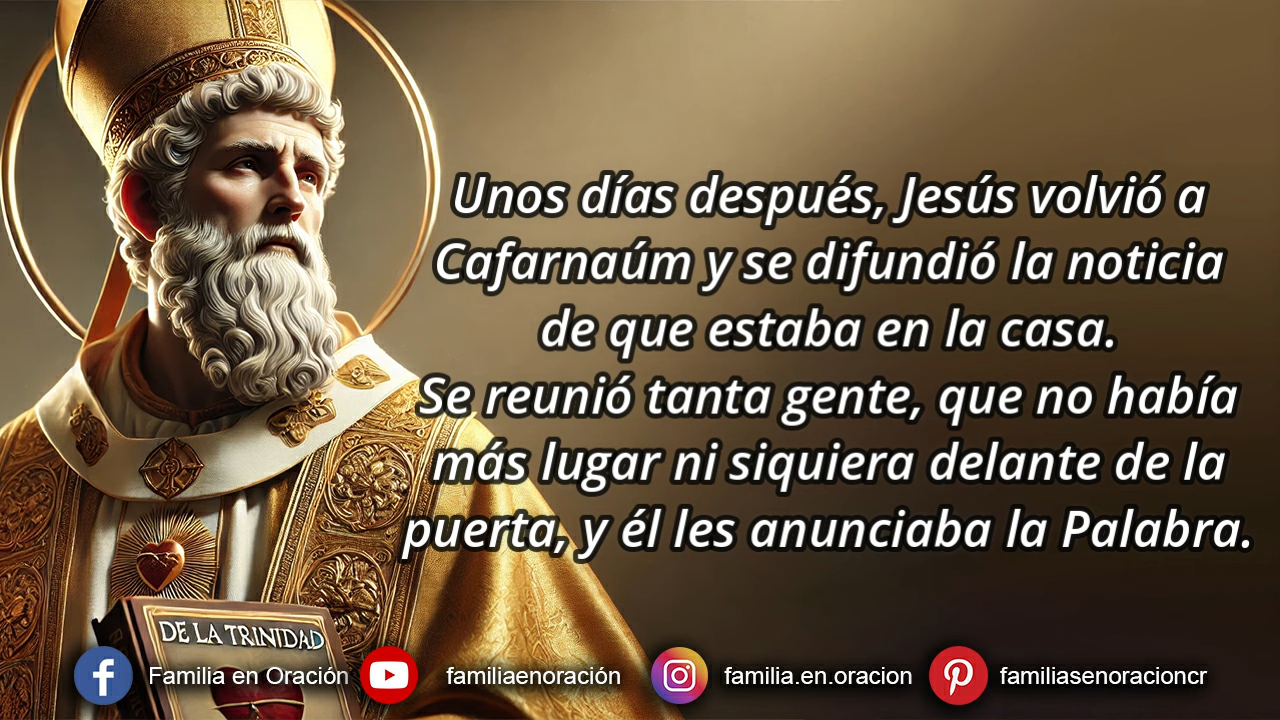 Unos días después, Jesús volvió a
Cafarnaúm y se difundió la noticia
de que estaba en la casa.
Se reunió tanta gente, que no había
más lugar ni siquiera delante de la
puerta, y él les anunciaba la Palabra.
DE LA TRINIDAD
Familia en Oración
familiaenoración
familia.en.oracion
familiasenoracioncr